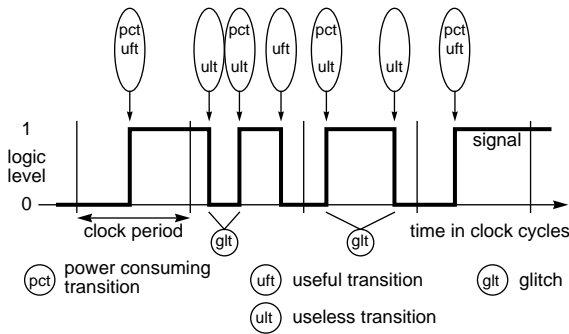 pct pct pct pct
uft ult ult uft ult ult uft
1
logic
level
0
signal
clock period
glt
glt
time in clock cycles
pct power consuming
transition
uft useful transition
glt glitch
ult useless transition